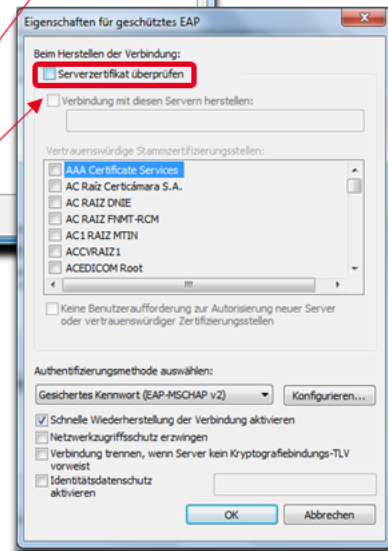 Eigenschaften für geschütztes EAP
Beim Herstellen der Verbindung:
Serverzertifikat überprüfen
Verbindung mit diesen Servern herstellen:
Vertrauenswürdige Stammzertifizierungsstellen:
AAA Certificate Services
AC Raíz Certicámara S.A.
AC RAIZ DNIE
AC RAIZ FNMT-RCM
AC1 RAIZ MTIN
ACCVRAIZ1
ACEDICOM Root
Keine Benutzeraufforderung zur Autorisierung neuer Server
oder vertrauenswürdiger Zertifizierungsstellen
Authentifizierungsmethode auswählen:
Gesichertes Kennwort (EAP-MSCHAP v2)
Konfigurieren...
Schnelle Wiederherstellung der Verbindung aktivieren
Netzwerkzugriffsschutz erzwingen
Verbindung trennen, wenn Server kein Kryptografiebindungs-TLV
vorweist
Identitätsdatenschutz
aktivieren
OK
Abbrechen